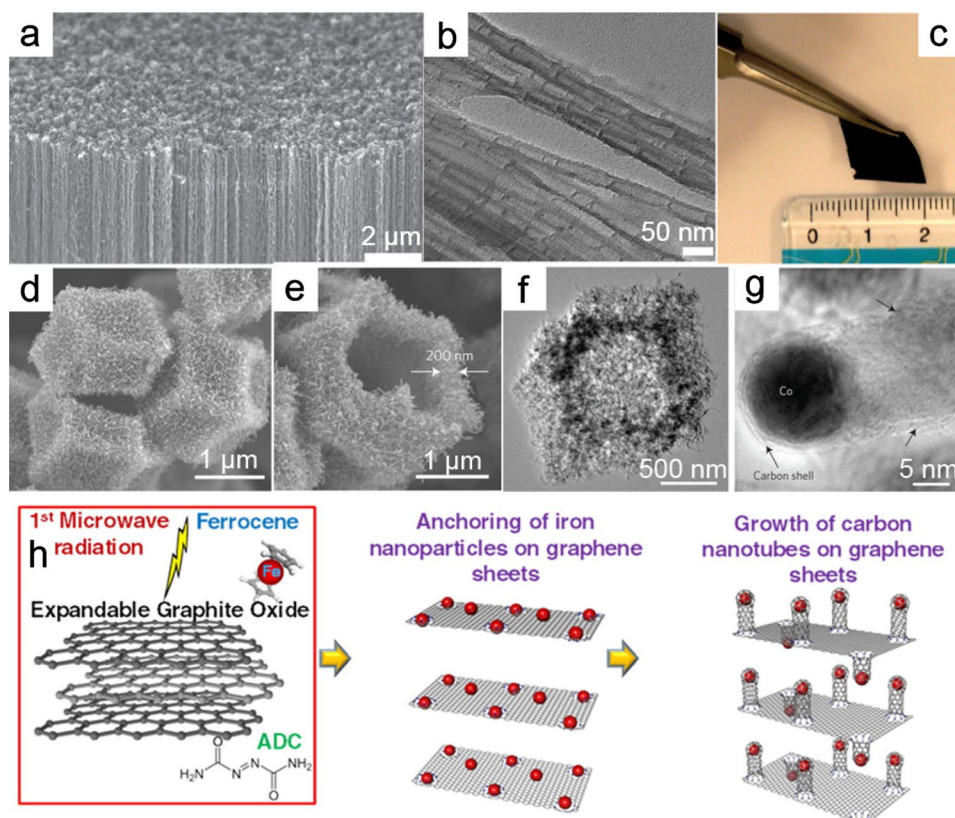 a
2 μm
b
50 nm
c
0 1 2
d
1 μm
e
200 nm
1 μm
f
500 nm
g
Co
Carbon shell
5 nm
h
1st Microwave
radiation
Ferrocene
Fe
Expandable Graphite Oxide
ADC
O
H₂N
N
N
NH₂
O
Anchoring of iron
nanoparticles on graphene
sheets
Growth of carbon
nanotubes on graphene
sheets